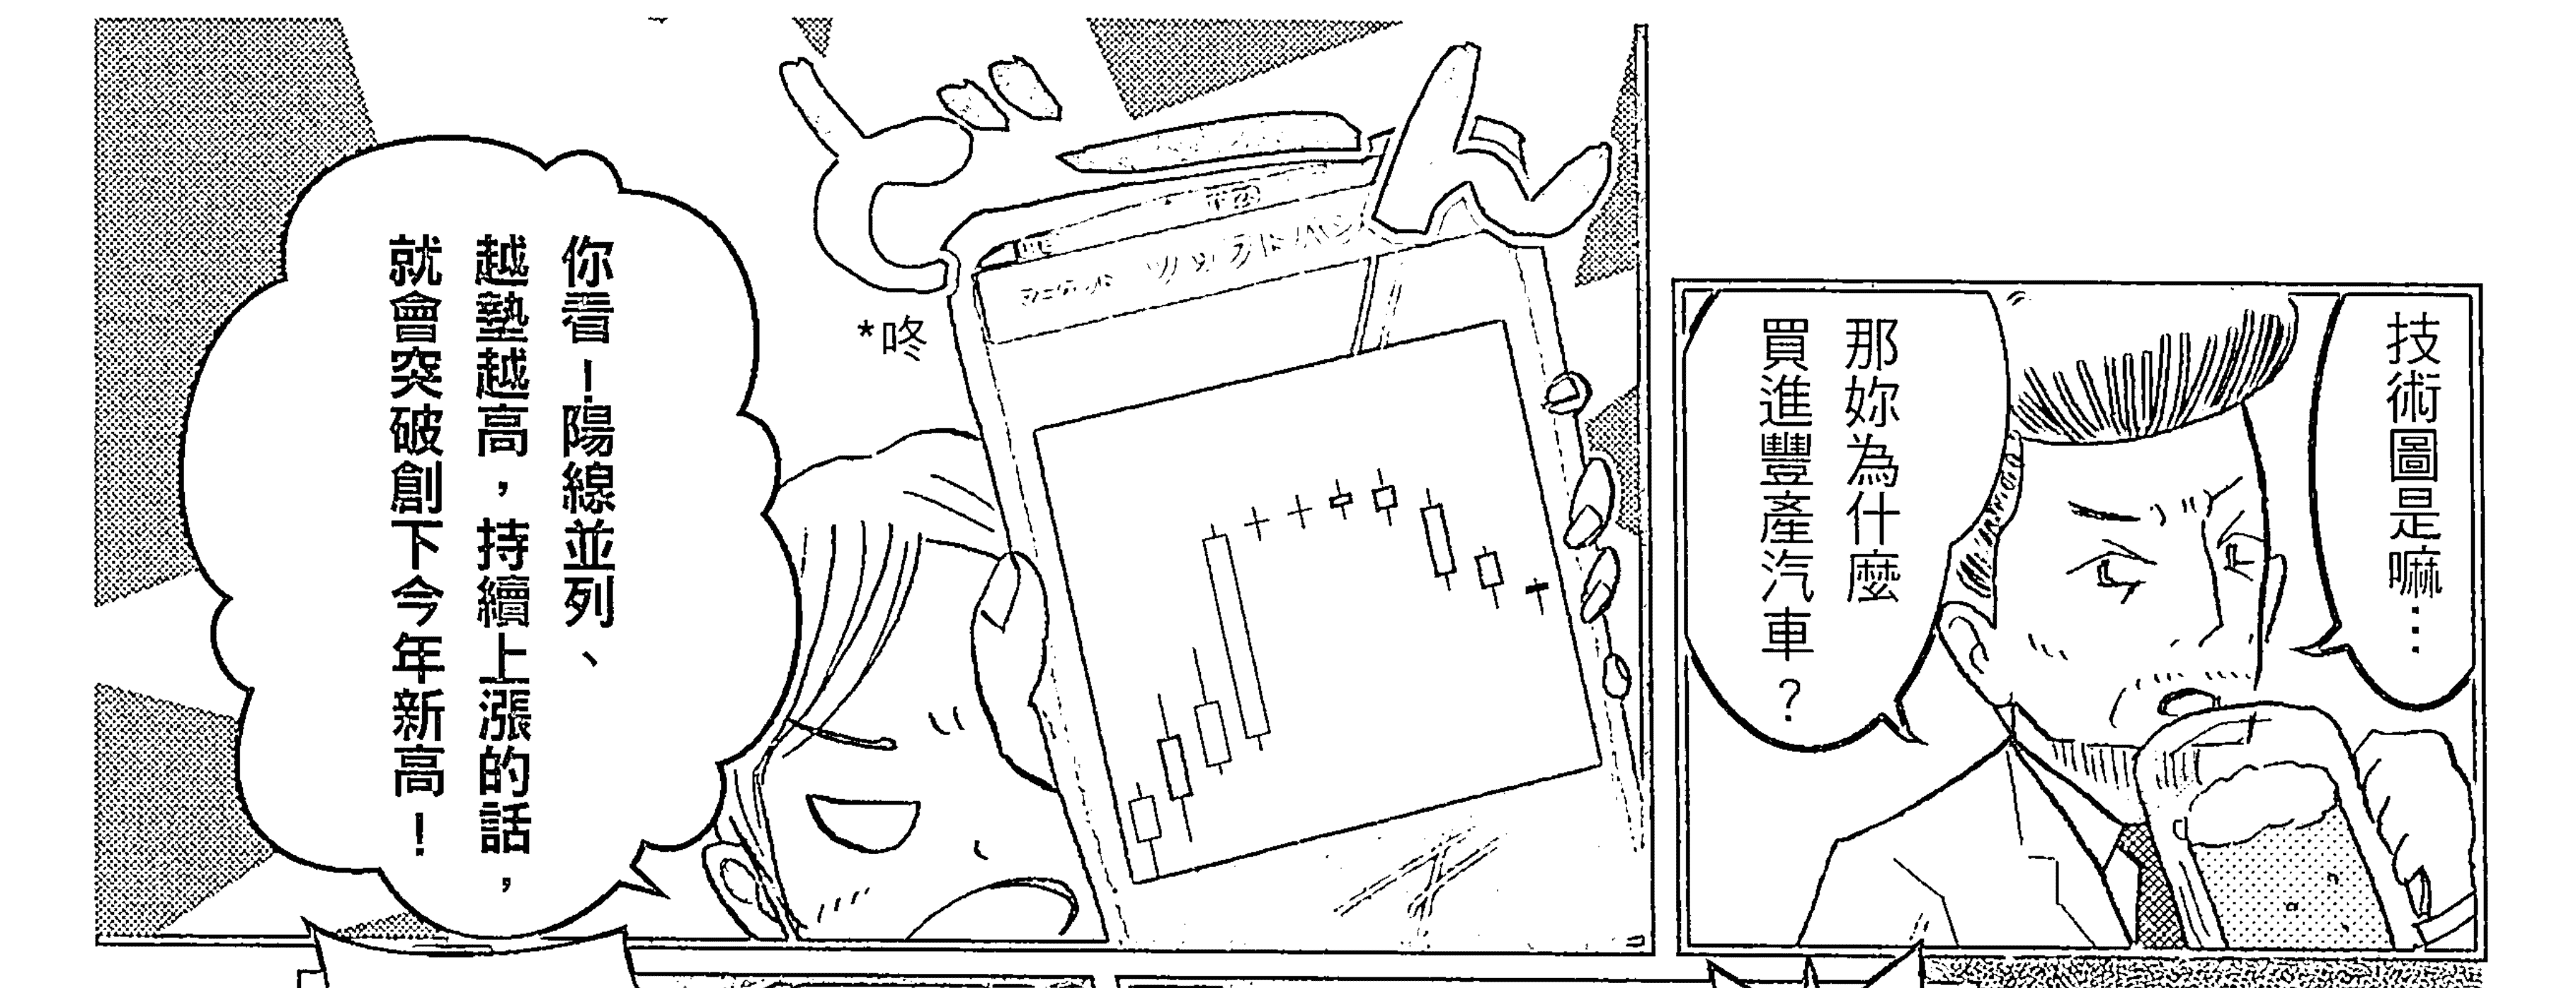 技術圖是嘛…
那妳為什麼
買進豐產汽車？
*咚
你看！陽線並列、
越墊越高，持續上漲的話，
就會突破創下今年新高！